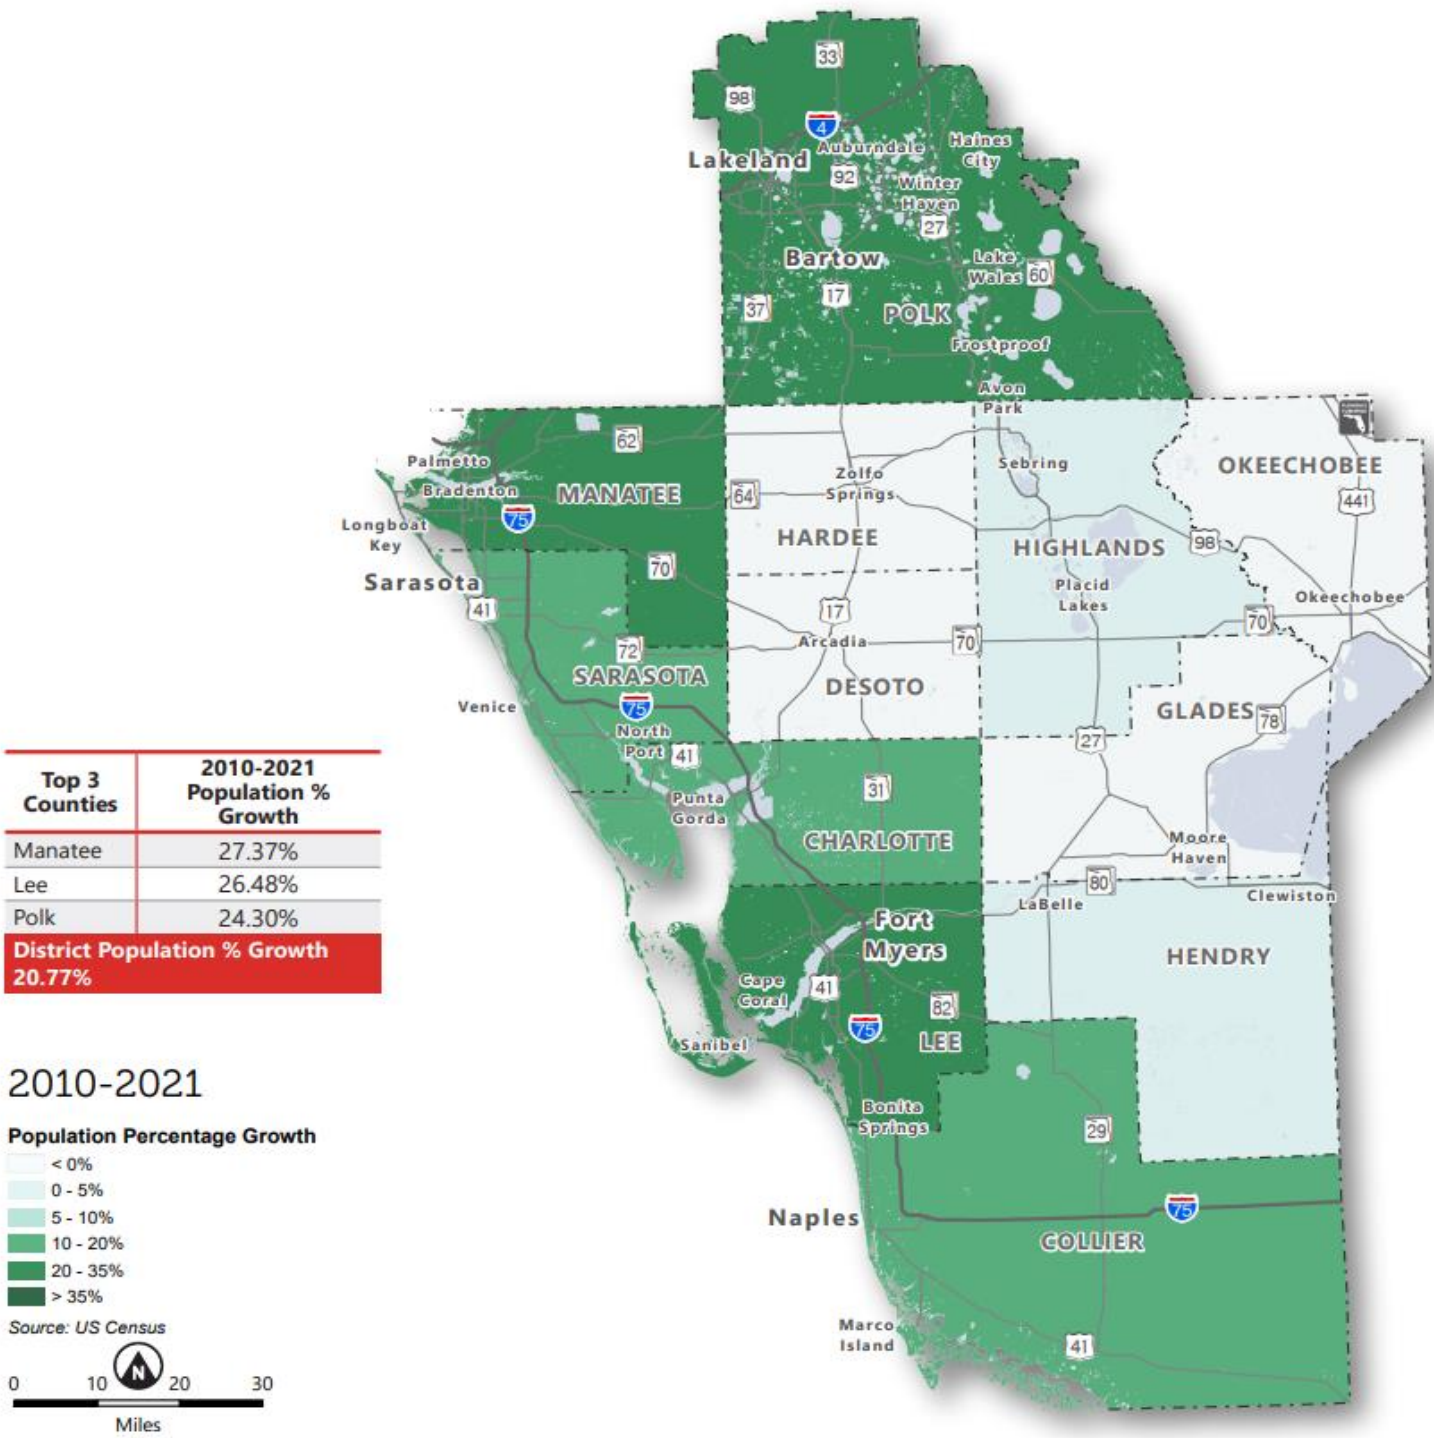 33
98
4
Auburndale
Haines
City
Lakeland
92
Winter
Haven
27
Bartow
Lake
Wales
60
17
37
POLK
Frostproof
Avon
Park
62
Palmetto
Bradenton
MANATEE
64
Zolfo
Springs
Sebring
OKEECHOBEE
441
75
Longboat
Key
HARDEE
HIGHLANDS
98
Sarasota
70
Placid
Lakes
41
17
Okeechobee
72
Arcadia
70
70
SARASOTA
DESOTO
Venice
75
GLADES
78
North
Port
41
27
Punta
Gorda
31
CHARLOTTE
Moore
Haven
80
LaBelle
Clewiston
Fort
Myers
HENDRY
Cape
Coral
41
82
75
LEE
Sanibel
Bonita
Springs
29
Naples
75
COLLIER
Marco
Island
41
Top 3
Counties
2010-2021
Population %
Growth
Manatee 27.37%
Lee 26.48%
Polk 24.30%
District Population % Growth
20.77%
2010-2021
Population Percentage Growth
< 0%
0 - 5%
5 - 10%
10 - 20%
20 - 35%
> 35%
Source: US Census
N
0 10 20 30
Miles